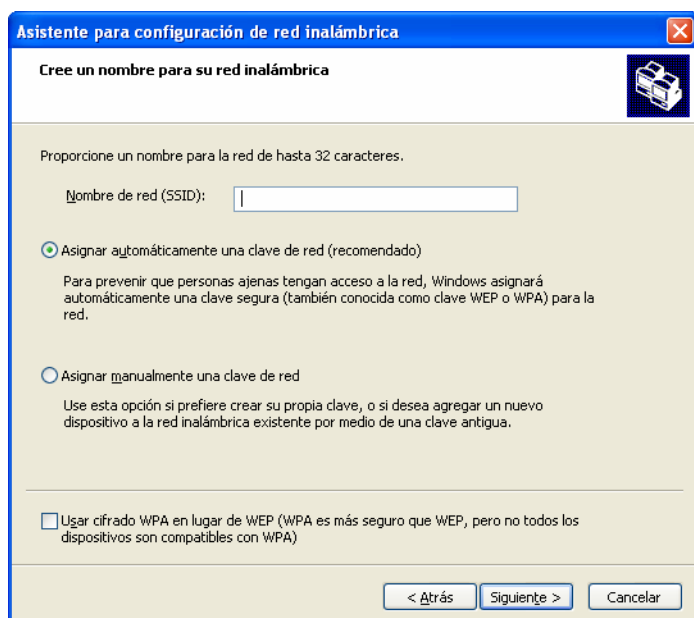 Asistente para configuración de red inalámbrica
Cree un nombre para su red inalámbrica
Proporcione un nombre para la red de hasta 32 caracteres.
Nombre de red (SSID):
Asignar automáticamente una clave de red (recomendado)
Para prevenir que personas ajenas tengan acceso a la red, Windows asignará
automáticamente una clave segura (también conocida como clave WEP o WPA) para la
red.
Asignar manualmente una clave de red
Use esta opción si prefiere crear su propia clave, o si desea agregar un nuevo
dispositivo a la red inalámbrica existente por medio de una clave antigua.
Usar cifrado WPA en lugar de WEP (WPA es más seguro que WEP, pero no todos los
dispositivos son compatibles con WPA)
< Atrás Siguiente > Cancelar